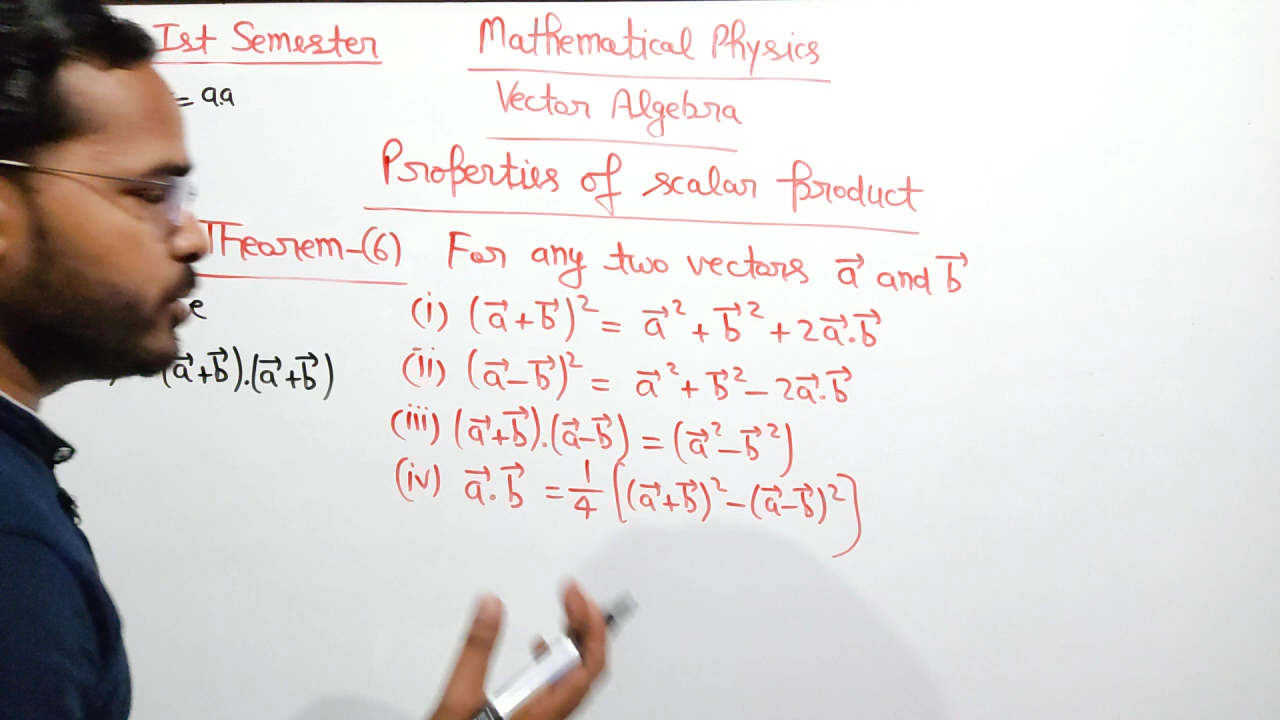 Ist Semester
Mathematical Physics
= a.a
Vector Algebra
Properties of scalar product
Theorem-(6) For any two vectors a⃗ and b⃗
(i) (a⃗+b⃗)² = a⃗² + b⃗² + 2a⃗.b⃗
(ii) (a⃗-b⃗)² = a⃗² + b⃗² - 2a⃗.b⃗
(a⃗+b⃗).(a⃗+b⃗)
(iii) (a⃗+b⃗).(a⃗-b⃗) = (a⃗²-b⃗²)
(iv) a⃗.b⃗ = 1/4 [(a⃗+b⃗)² - (a⃗-b⃗)²]